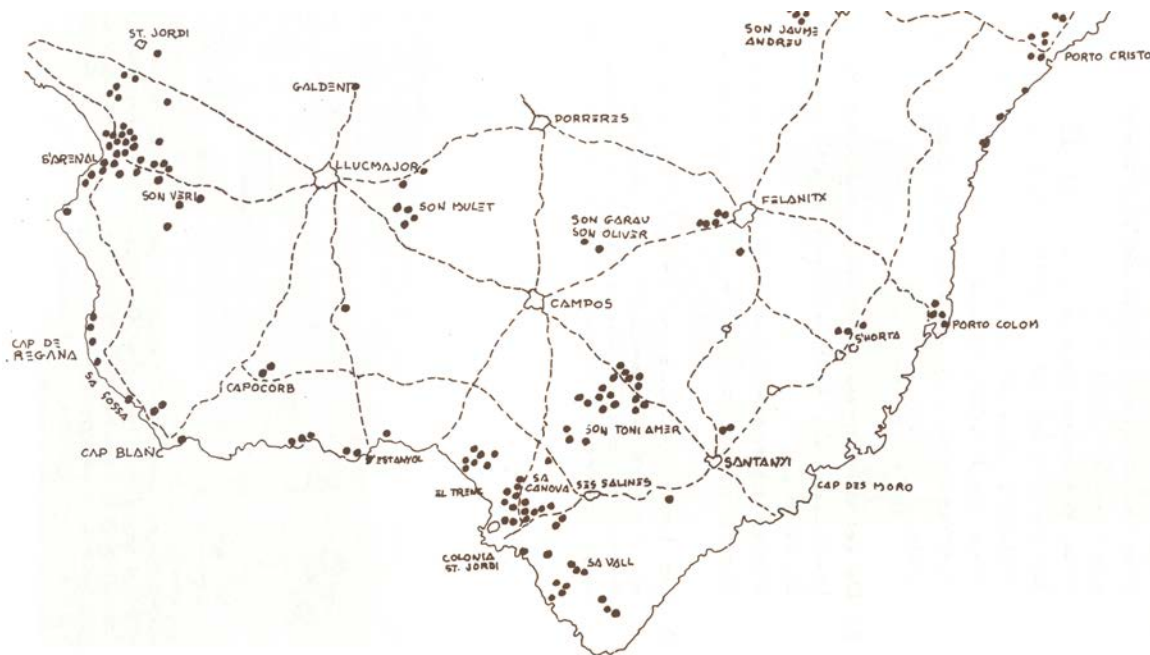 ST. JORDI
SON JAUME
ANDREU
PORTO CRISTO
GALDENT
PORRERES
S'ARENAL
LLUCMAJOR
SON VERI
SON MULET
FELANITX
SON GARAU
SON OLIVER
CAMPOS
PORTO COLOM
S'HORTA
CAP DE
REGANA
SA FOSSA
CAPOCORB
SON TONI AMER
CAP BLANC
ESTANYOL
SANTANYI
EL TRENC
SA
CANOVA
SES SALINES
CAP DES MORO
COLONIA
ST. JORDI
SA VALL